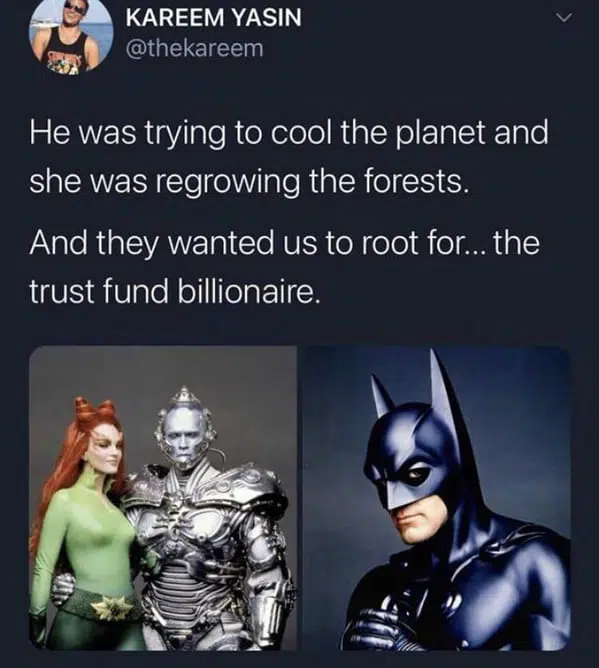 KAREEM YASIN
@thekareem
He was trying to cool the planet and
she was regrowing the forests.
And they wanted us to root for... the
trust fund billionaire.